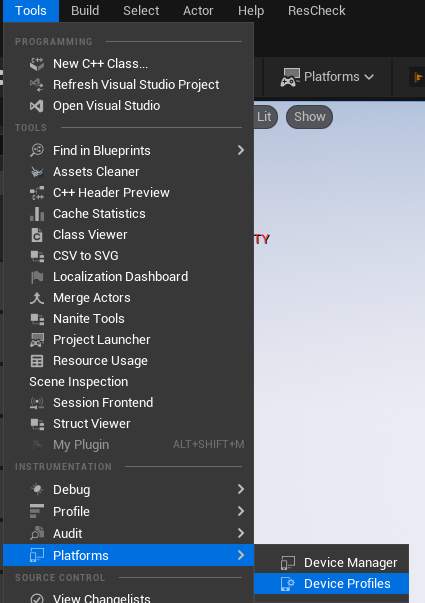 Tools Build Select Actor Help ResCheck
PROGRAMMING
New C++ Class...
Platforms
Refresh Visual Studio Project
Open Visual Studio
Lit Show
TOOLS
Find in Blueprints
Assets Cleaner
C++ Header Preview
Cache Statistics
Class Viewer
TY
CSV to SVG
Localization Dashboard
Merge Actors
Nanite Tools
Project Launcher
Resource Usage
Scene Inspection
Session Frontend
Struct Viewer
My Plugin ALT+SHIFT+M
INSTRUMENTATION
Debug
Profile
Audit
Platforms
Device Manager
Device Profiles
SOURCE CONTROL
View Changelists